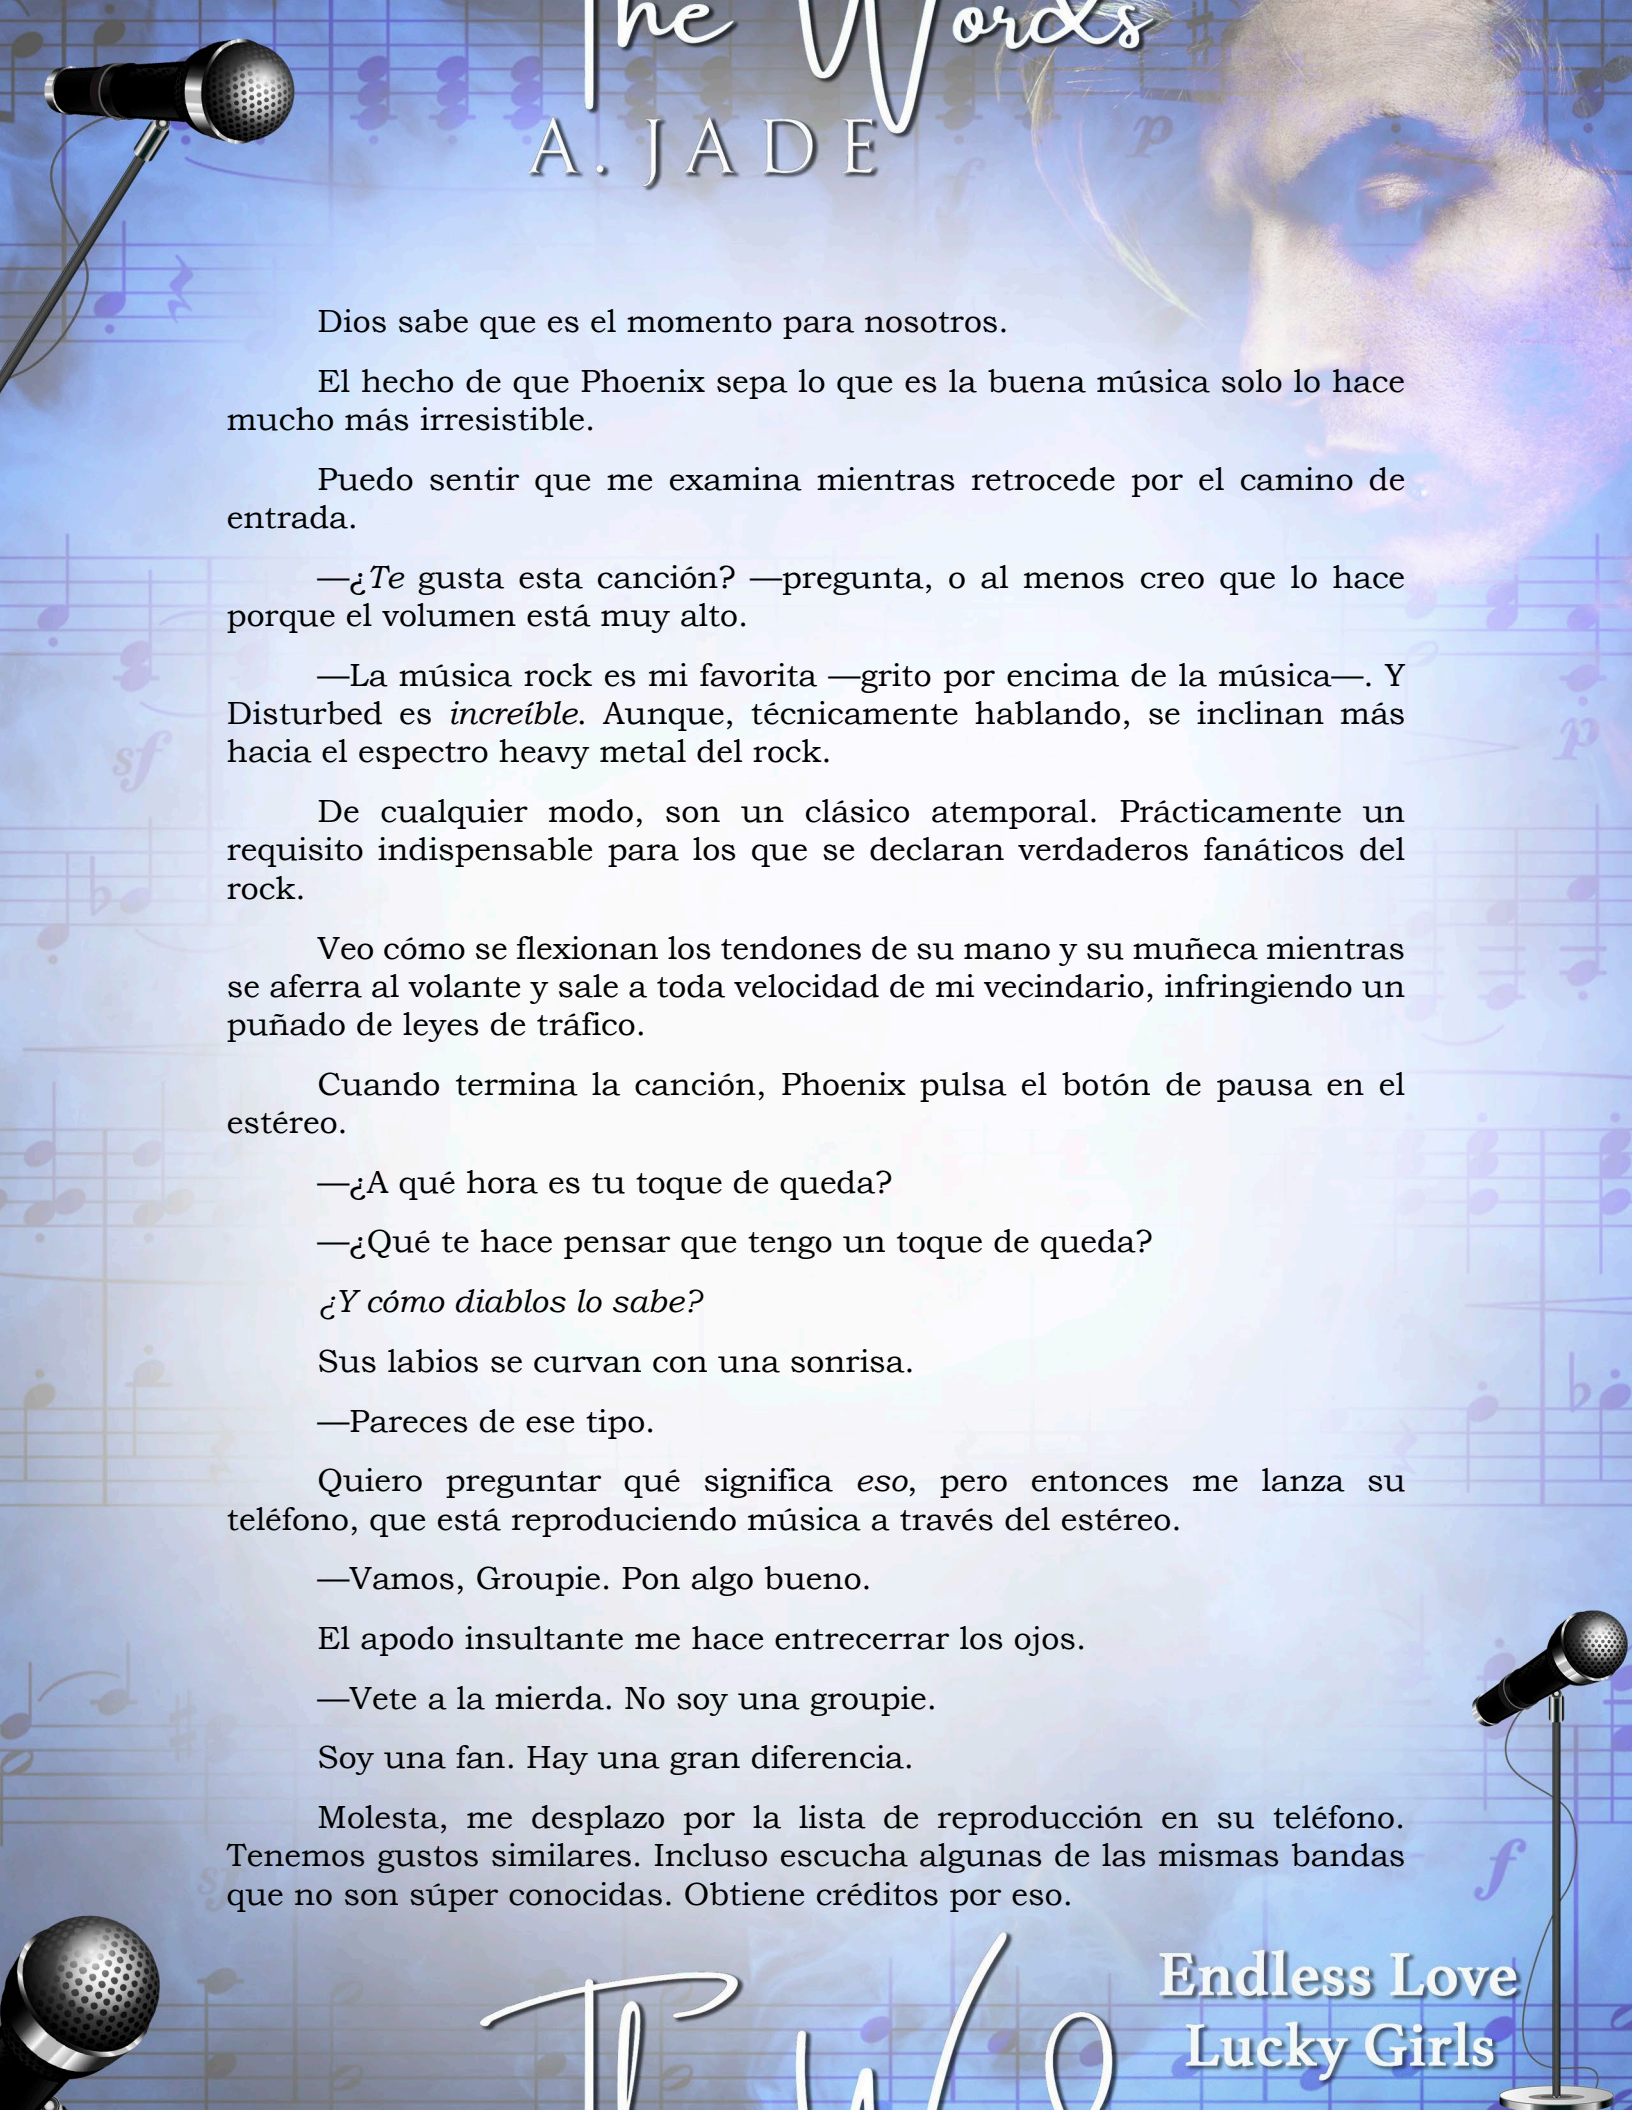 The Words
A. JADE
Dios sabe que es el momento para nosotros.
El hecho de que Phoenix sepa lo que es la buena música solo lo hace
mucho más irresistible.
Puedo sentir que me examina mientras retrocede por el camino de
entrada.
—¿Te gusta esta canción? —pregunta, o al menos creo que lo hace
porque el volumen está muy alto.
—La música rock es mi favorita —grito por encima de la música—. Y
Disturbed es increíble. Aunque, técnicamente hablando, se inclinan más
hacia el espectro heavy metal del rock.
De cualquier modo, son un clásico atemporal. Prácticamente un
requisito indispensable para los que se declaran verdaderos fanáticos del
rock.
Veo cómo se flexionan los tendones de su mano y su muñeca mientras
se aferra al volante y sale a toda velocidad de mi vecindario, infringiendo un
puñado de leyes de tráfico.
Cuando termina la canción, Phoenix pulsa el botón de pausa en el
estéreo.
—¿A qué hora es tu toque de queda?
—¿Qué te hace pensar que tengo un toque de queda?
¿Y cómo diablos lo sabe?
Sus labios se curvan con una sonrisa.
—Pareces de ese tipo.
Quiero preguntar qué significa eso, pero entonces me lanza su
teléfono, que está reproduciendo música a través del estéreo.
—Vamos, Groupie. Pon algo bueno.
El apodo insultante me hace entrecerrar los ojos.
—Vete a la mierda. No soy una groupie.
Soy una fan. Hay una gran diferencia.
Molesta, me desplazo por la lista de reproducción en su teléfono.
Tenemos gustos similares. Incluso escucha algunas de las mismas bandas
que no son súper conocidas. Obtiene créditos por eso.
Endless Love
Lucky Girls